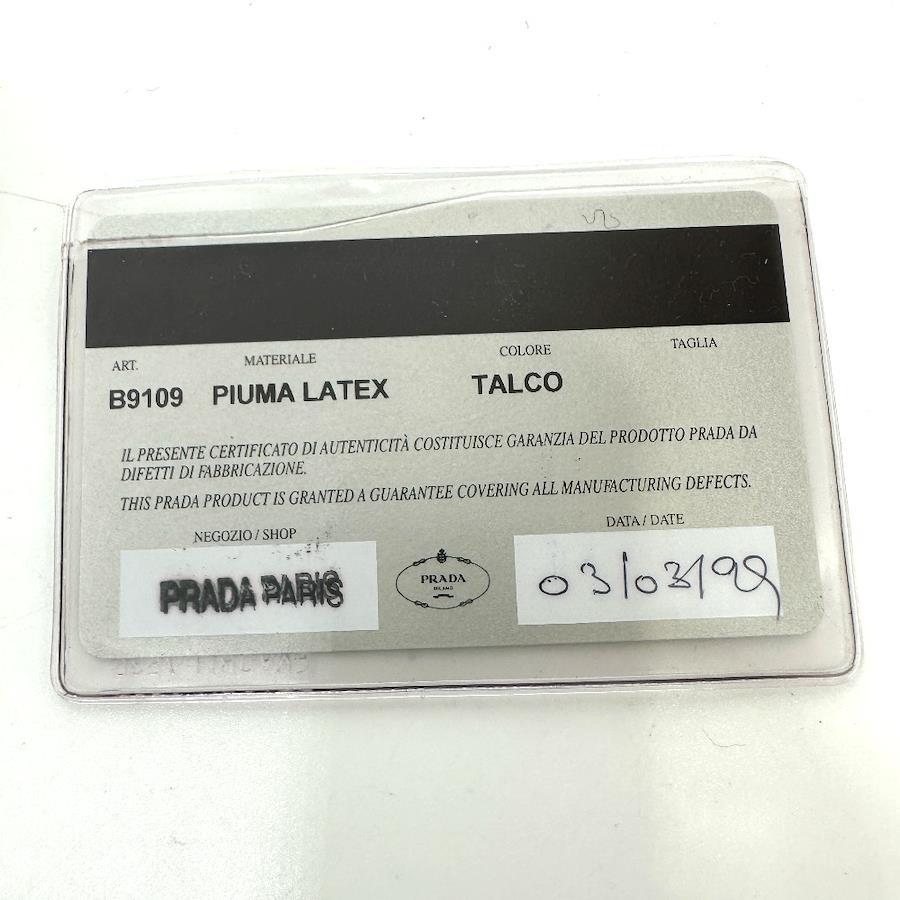 ART. MATERIALE COLORE TAGLIA
B9109 PIUMA LATEX TALCO
IL PRESENTE CERTIFICATO DI AUTENTICITÀ COSTITUISCE GARANZIA DEL PRODOTTO PRADA DA
DIFETTI DI FABBRICAZIONE.
THIS PRADA PRODUCT IS GRANTED A GUARANTEE COVERING ALL MANUFACTURING DEFECTS.
NEGOZIO / SHOP DATA / DATE
PRADA PARIS
PRADA
MILANO
03/03/99